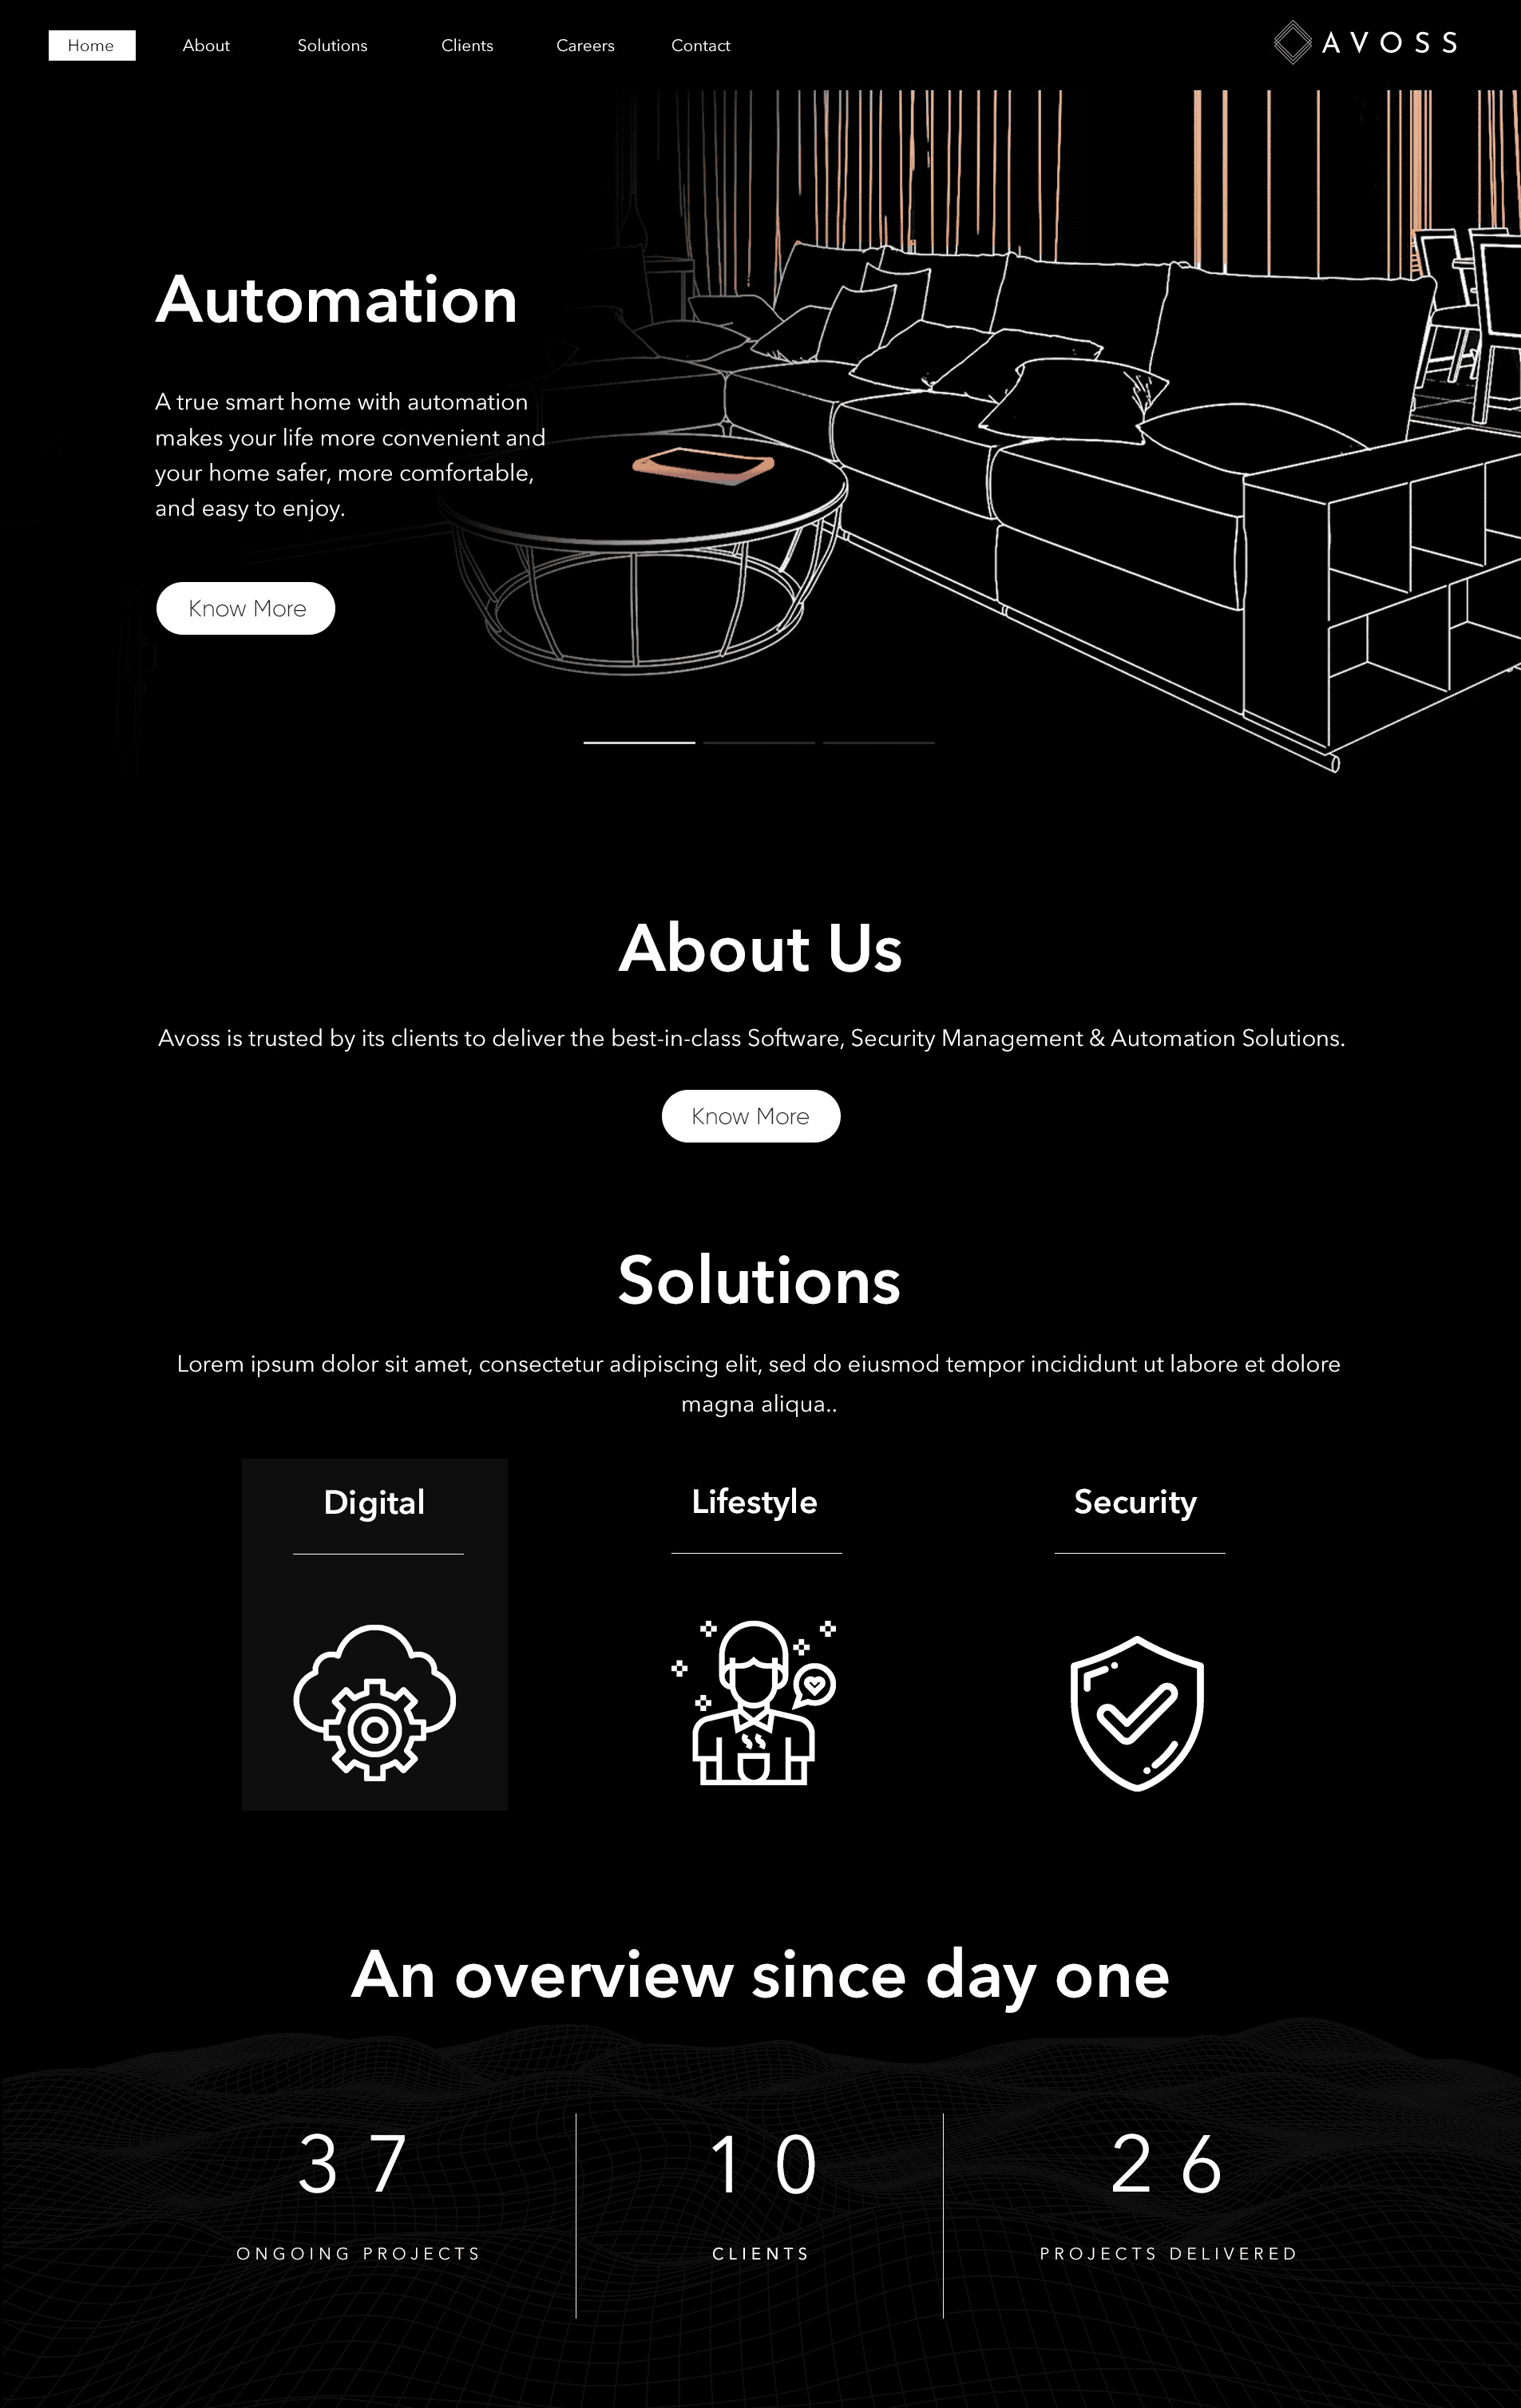 Home About Solutions Clients Careers Contact AVOSS
Automation
A true smart home with automation
makes your life more convenient and
your home safer, more comfortable,
and easy to enjoy.
Know More
About Us
Avoss is trusted by its clients to deliver the best-in-class Software, Security Management & Automation Solutions.
Know More
Solutions
Lorem ipsum dolor sit amet, consectetur adipiscing elit, sed do eiusmod tempor incididunt ut labore et dolore
magna aliqua..
Digital Lifestyle Security
An overview since day one
37 10 26
ONGOING PROJECTS CLIENTS PROJECTS DELIVERED